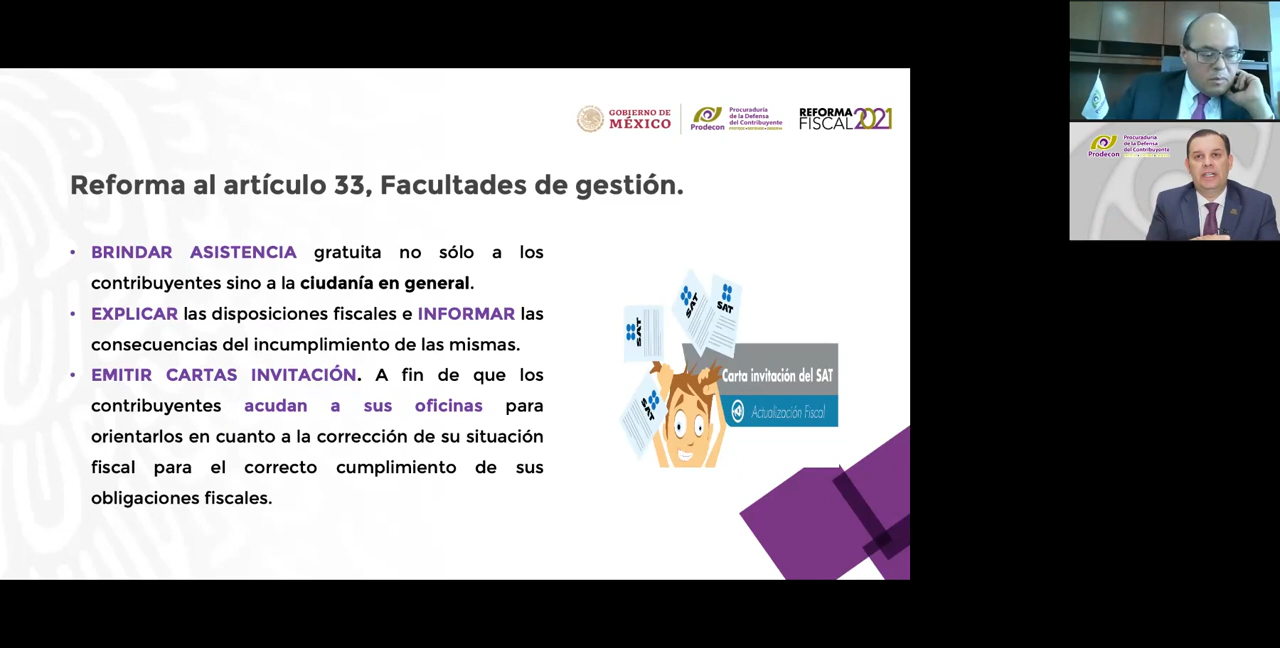 GOBIERNO DE
MÉXICO
Prodecon
Procuraduría
de la Defensa
del Contribuyente
REFORMA
FISCAL 2021
Reforma al artículo 33, Facultades de gestión.
• BRINDAR ASISTENCIA gratuita no sólo a los
contribuyentes sino a la ciudanía en general.
• EXPLICAR las disposiciones fiscales e INFORMAR las
consecuencias del incumplimiento de las mismas.
• EMITIR CARTAS INVITACIÓN. A fin de que los
contribuyentes acudan a sus oficinas para
orientarlos en cuanto a la corrección de su situación
fiscal para el correcto cumplimiento de sus
obligaciones fiscales.
SAT
SAT
SAT
SAT
Carta invitación del SAT
Actualización Fiscal
Prodecon
Procuraduría
de la Defensa
del Contribuyente